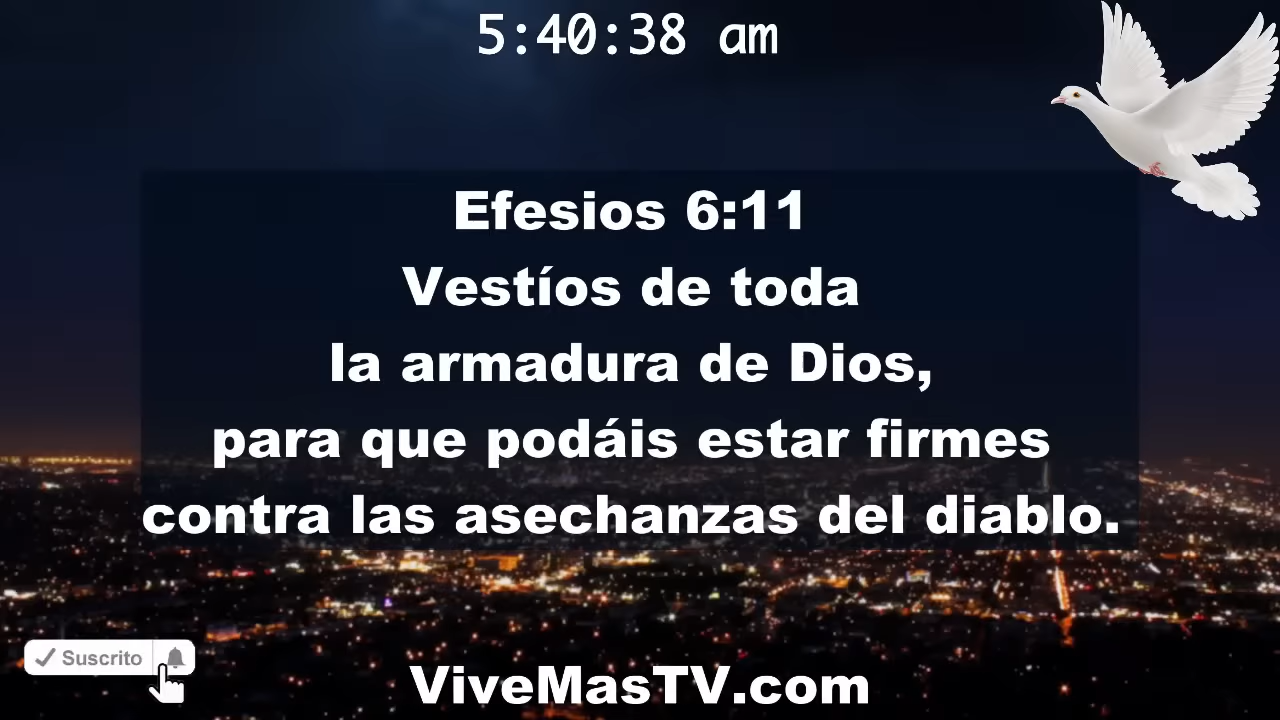 5:40:38 am
Efesios 6:11
Vestíos de toda
la armadura de Dios,
para que podáis estar firmes
contra las asechanzas del diablo.
Suscrito
ViveMasTV.com